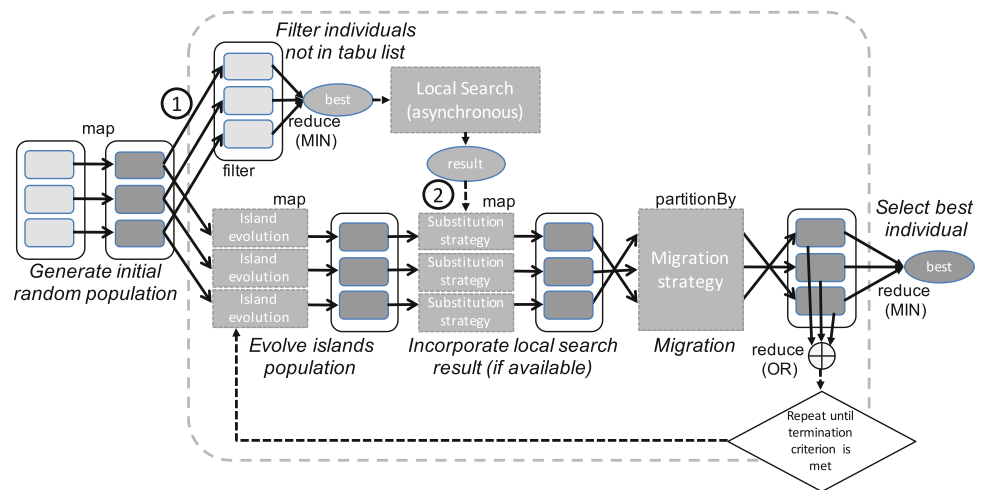 Filter individuals
not in tabu list
1
map
best
reduce
(MIN)
Local Search
(asynchronous)
filter
result
2
Generate initial
random population
map
Island
evolution
Island
evolution
Island
evolution
Evolve islands
population
map
Substitution
strategy
Substitution
strategy
Substitution
strategy
Incorporate local search
result (if available)
partitionBy
Migration
strategy
Migration
Select best
individual
best
reduce
(MIN)
reduce
(OR)
Repeat until
termination
criterion is
met